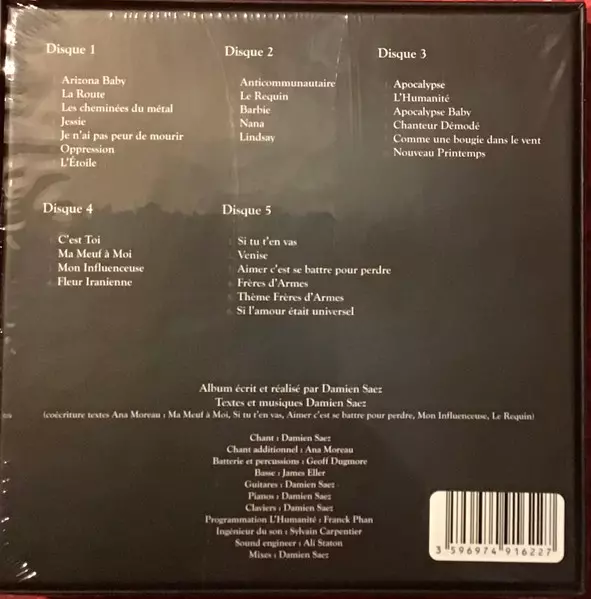 Disque 1
Arizona Baby
La Route
Les cheminées du métal
Jessie
Je n'ai pas peur de mourir
Oppression
L'Étoile
Disque 2
Anticommunautaire
Le Requin
Barbie
Nana
Lindsay
Disque 3
Apocalypse
L'Humanité
Apocalypse Baby
Chanteur Démodé
Comme une bougie dans le vent
Nouveau Printemps
Disque 4
C'est Toi
Ma Meuf à Moi
Mon Influenceuse
Fleur Iranienne
Disque 5
Si tu t'en vas
Venise
Aimer c'est se battre pour perdre
Frères d'Armes
Thème Frères d'Armes
Si l'amour était universel
Album écrit et réalisé par Damien Saez
Textes et musiques Damien Saez
(coécriture textes Ana Moreau : Ma Meuf à Moi, Si tu t'en vas, Aimer c'est se battre pour perdre, Mon Influenceuse, Le Requin)
Chant : Damien Saez
Chant additionnel : Ana Moreau
Batterie et percussions : Geoff Dugmore
Basse : James Eller
Guitares : Damien Saez
Pianos : Damien Saez
Claviers : Damien Saez
Programmation L'Humanité : Franck Phan
Ingénieur du son : Sylvain Carpentier
Sound engineer : Ali Staton
Mixes : Damien Saez
3 596974 916227